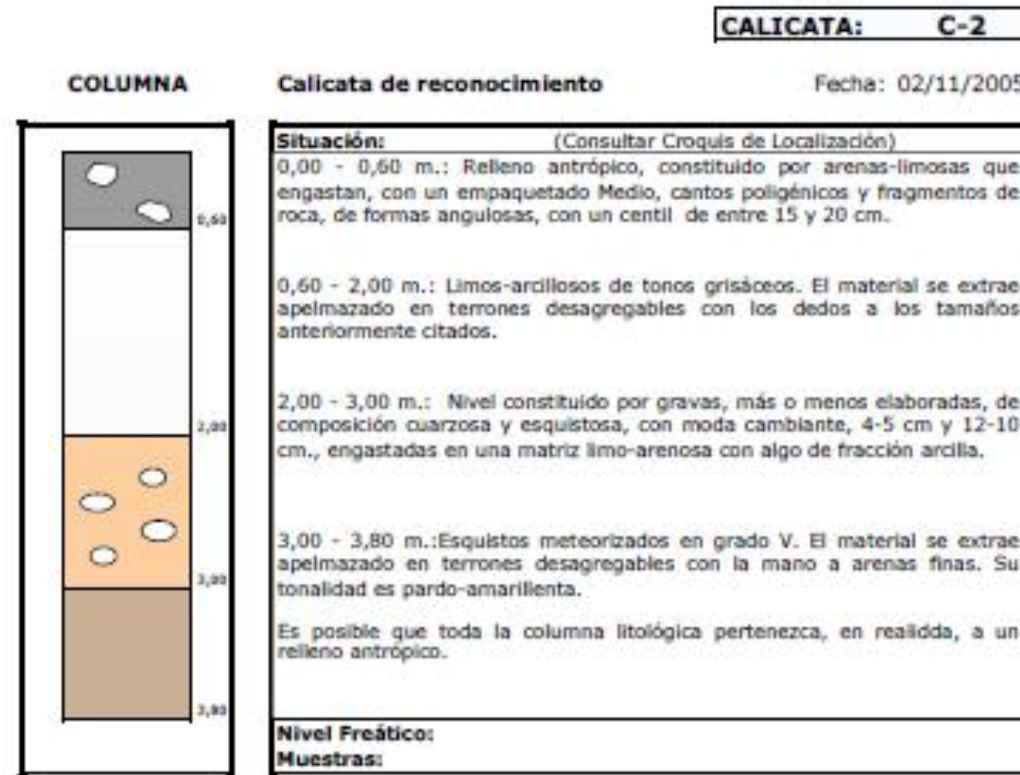 CALICATA: C-2
COLUMNA
Calicata de reconocimiento
Fecha: 02/11/2005
Situación: (Consultar Croquis de Localización)
0,00 - 0,60 m.: Relleno antrópico, constituido por arenas-limosas que
engastan, con un empaquetado Medio, cantos poligénicos y fragmentos de
roca, de formas angulosas, con un centil de entre 15 y 20 cm.
0,60
0,60 - 2,00 m.: Limos-arcillosos de tonos grisáceos. El material se extrae
apelmazado en terrones desagregables con los dedos a los tamaños
anteriormente citados.
2,00 - 3,00 m.: Nivel constituido por gravas, más o menos elaboradas, de
composición cuarzosa y esquistosa, con moda cambiante, 4-5 cm y 12-10
cm., engastadas en una matriz limo-arenosa con algo de fracción arcilla.
2,00
3,00 - 3,80 m.:Esquistos meteorizados en grado V. El material se extrae
apelmazado en terrones desagregables con la mano a arenas finas. Su
tonalidad es pardo-amarillenta.
3,00
Es posible que toda la columna litológica pertenezca, en realidda, a un
relleno antrópico.
3,80
Nivel Freático:
Muestras: